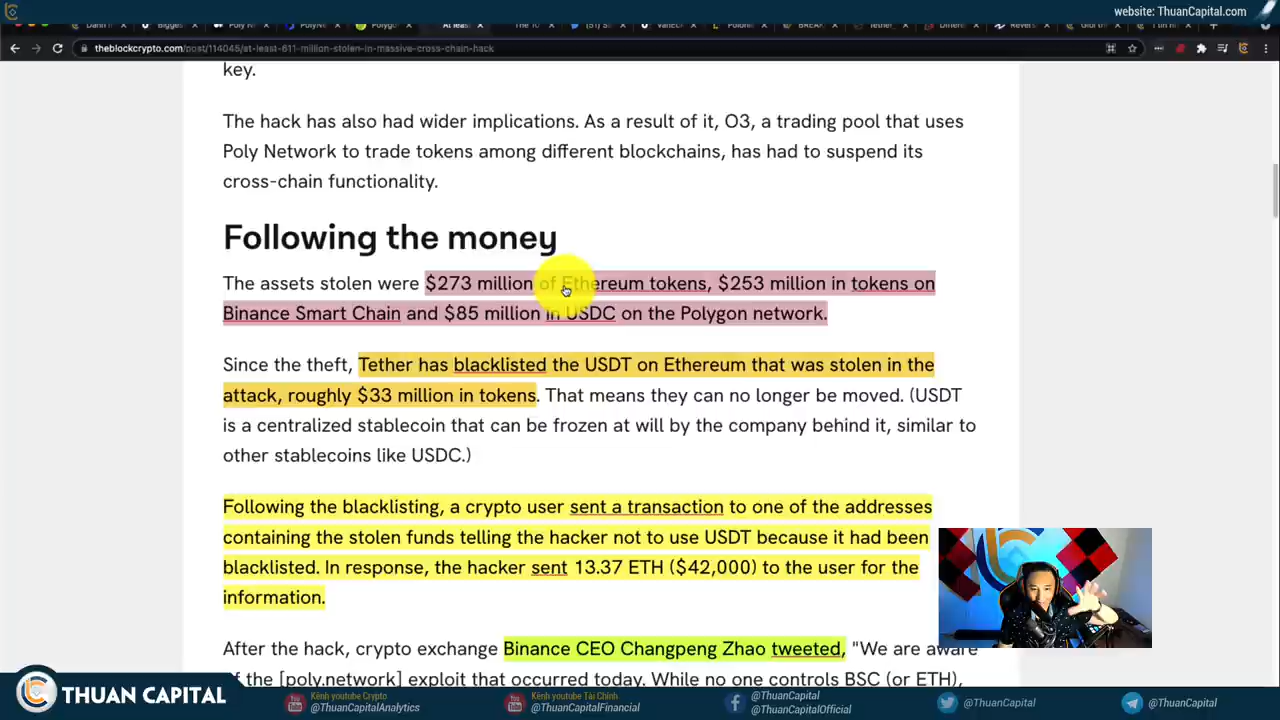 website: ThuanCapital.com
theblockcrypto.com/post/114045/at-least-611-million-stolen-in-massive-cross-chain-hack
key.
The hack has also had wider implications. As a result of it, O3, a trading pool that uses
Poly Network to trade tokens among different blockchains, has had to suspend its
cross-chain functionality.
Following the money
The assets stolen were $273 million of Ethereum tokens, $253 million in tokens on
Binance Smart Chain and $85 million in USDC on the Polygon network.
Since the theft, Tether has blacklisted the USDT on Ethereum that was stolen in the
attack, roughly $33 million in tokens. That means they can no longer be moved. (USDT
is a centralized stablecoin that can be frozen at will by the company behind it, similar to
other stablecoins like USDC.)
Following the blacklisting, a crypto user sent a transaction to one of the addresses
containing the stolen funds telling the hacker not to use USDT because it had been
blacklisted. In response, the hacker sent 13.37 ETH ($42,000) to the user for the
information.
After the hack, crypto exchange Binance CEO Changpeng Zhao tweeted, "We are aware
the [poly.network] exploit that occurred today. While no one controls BSC (or ETH),
THUAN CAPITAL
Kênh youtube Crypto
@ThuanCapitalAnalytics
Kênh youtube Tài Chính
@ThuanCapitalFinancial
@ThuanCapital
@ThuanCapitalOfficial
@ThuanCapital
@ThuanCapital